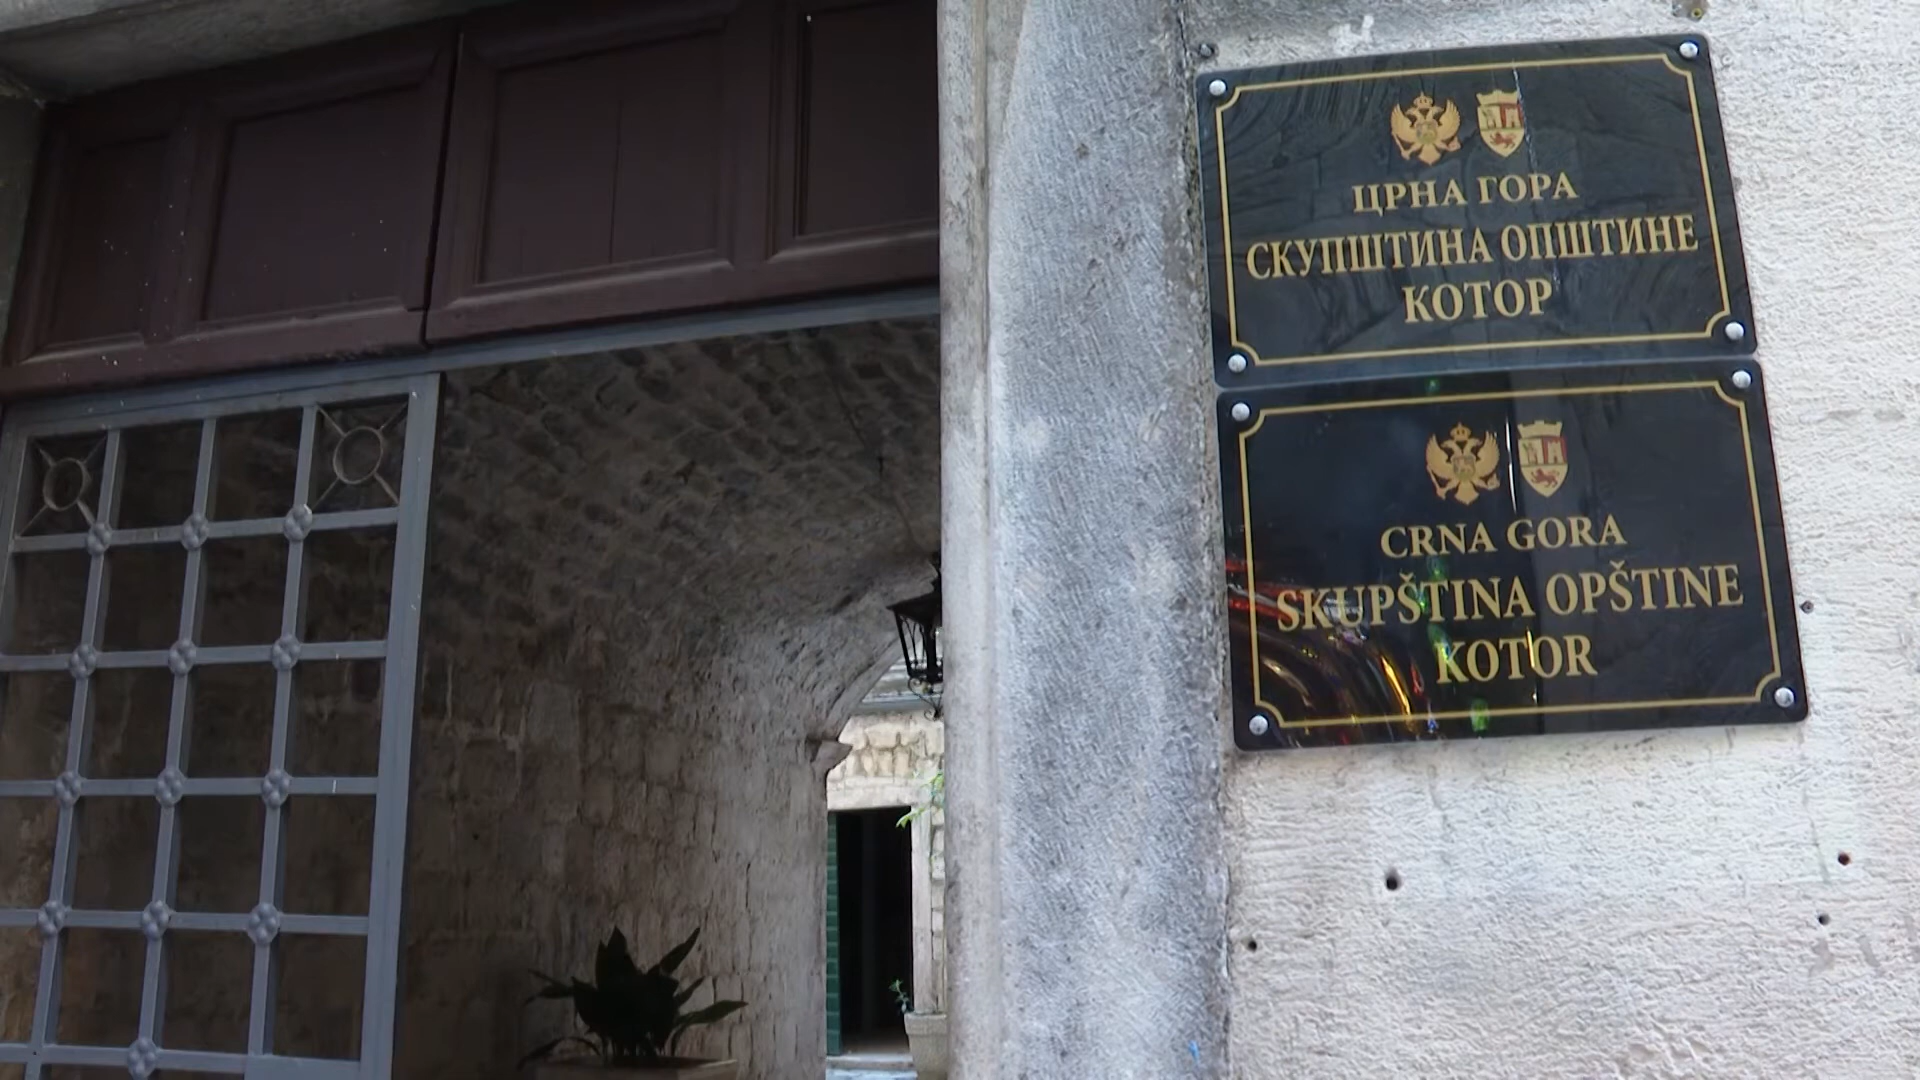 ЦРНА ГОРА
СКУПШТИНА ОПШТИНЕ
КОТОР
CRNA GORA
SKUPŠTINA OPŠTINE
KOTOR